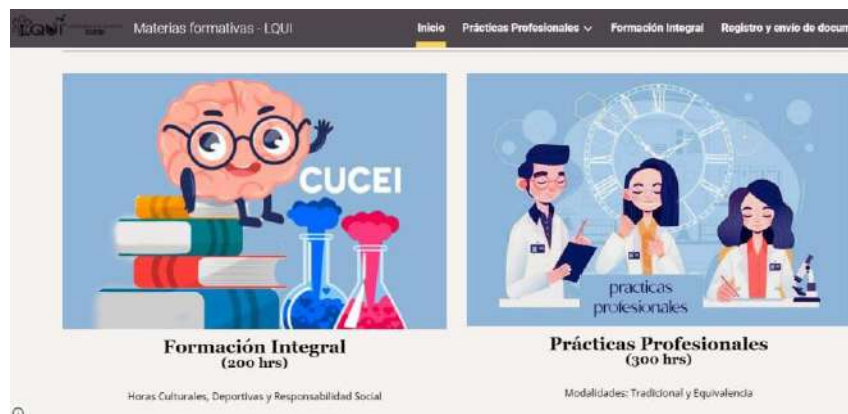 LQUI
Materias formativas - LQUI
Inicio
Prácticas Profesionales
Formación Integral
Registro y envío de docum
CUCEI
practicas
profesionales
Formación Integral
(200 hrs)
Horas Culturales, Deportivas y Responsabilidad Social
Prácticas Profesionales
(300 hrs)
Modalidades: Tradicional y Equivalencia